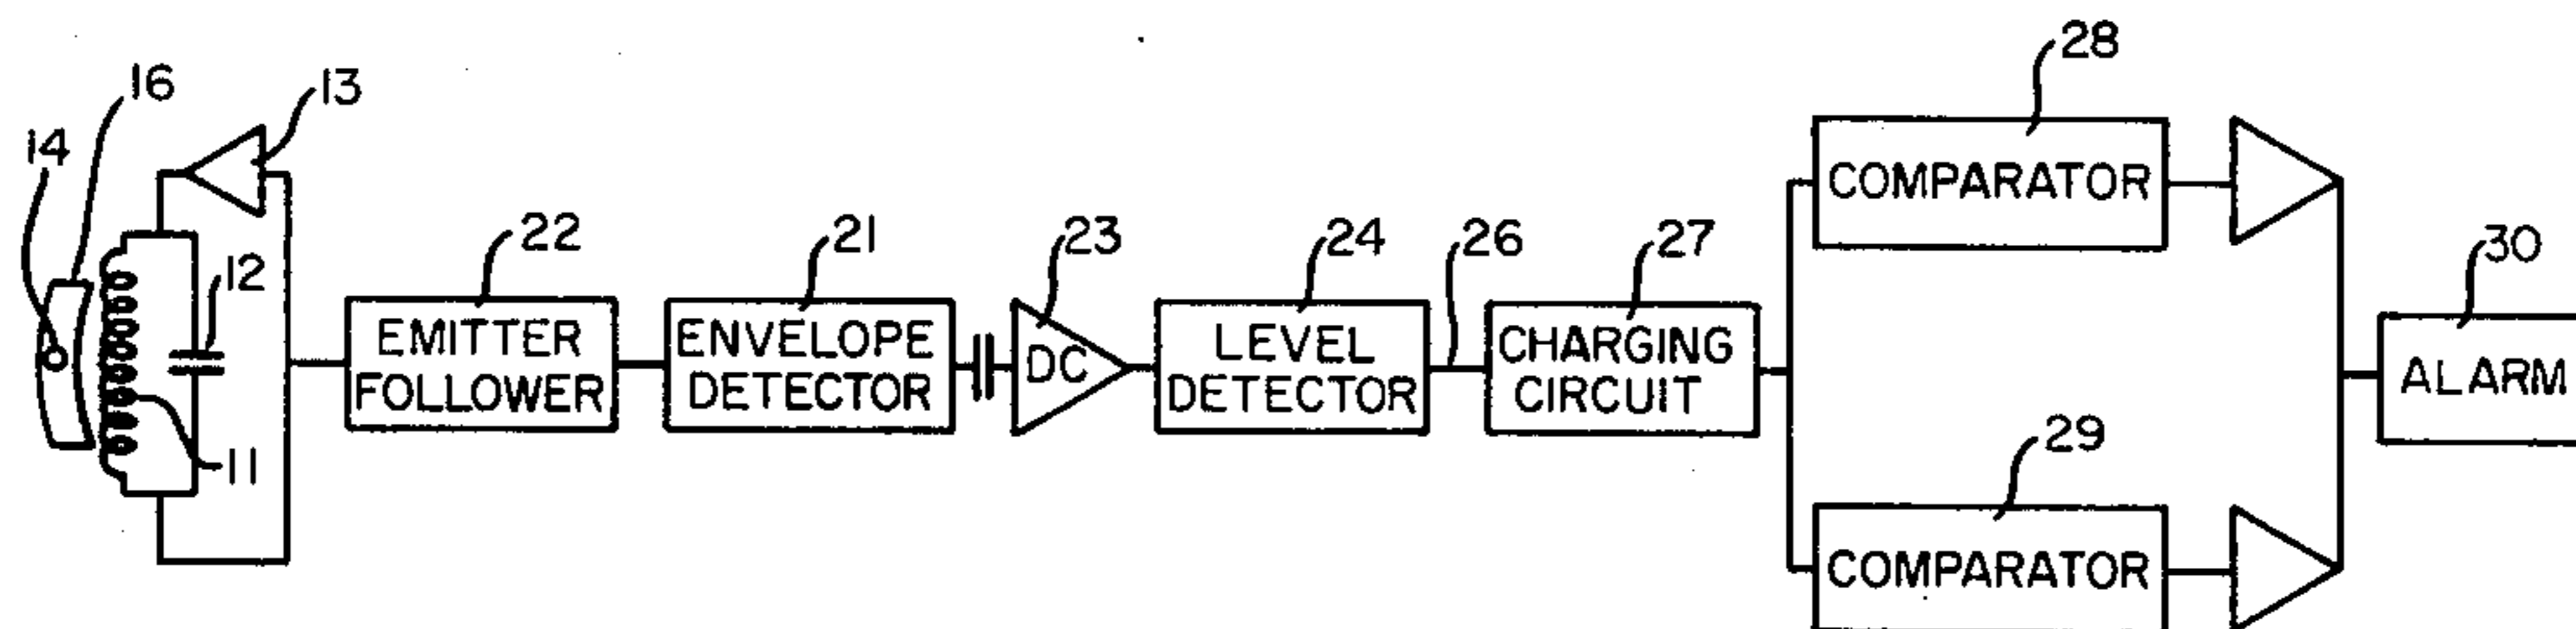 16
13
14
12
11
22
EMITTER
FOLLOWER
21
ENVELOPE
DETECTOR
23
DC
24
LEVEL
DETECTOR
26
27
CHARGING
CIRCUIT
28
COMPARATOR
29
COMPARATOR
30
ALARM